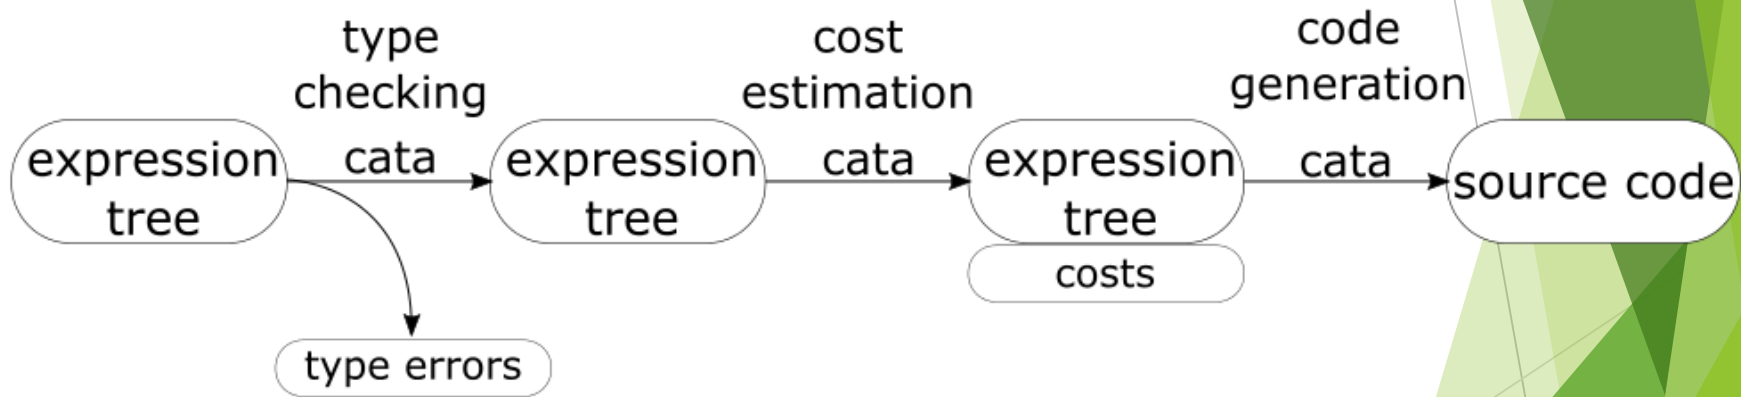 type
checking
cost
estimation
code
generation
expression
tree
cata
expression
tree
cata
expression
tree
costs
cata
source code
type errors